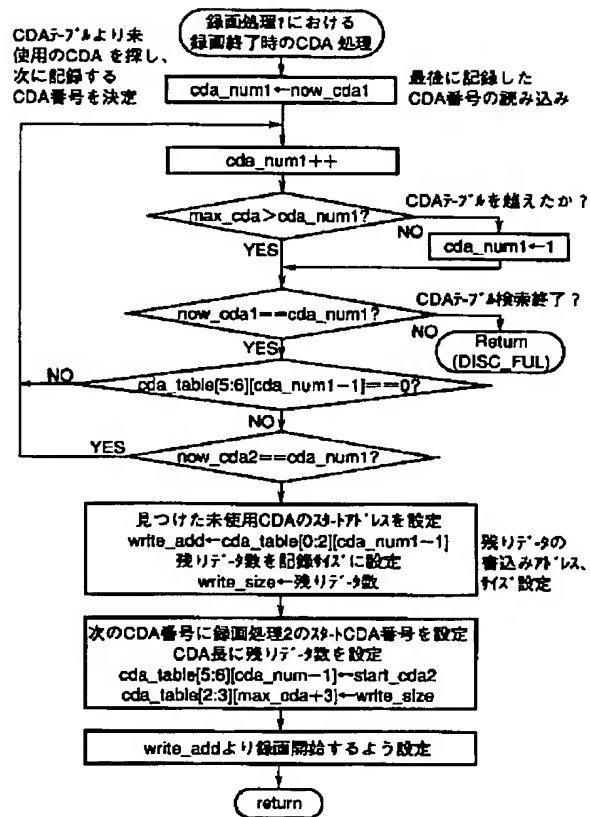 録画処理1における
録画終了時のCDA 処理
CDAテーブルより未
使用のCDA を探し、
次に記録する
CDA番号を決定
cda_num1←now_cda1
最後に記録した
CDA番号の読み込み
cda_num1++
max_cda>cda_num1?
CDAテーブルを越えたか?
NO
YES
cda_num1←1
now_cda1==cda_num1?
CDAテーブル検索終了?
NO
YES
Return
(DISC_FUL)
NO
cda_table[5:6][cda_num1-1]==0?
NO
YES
now_cda2==cda_num1?
見つけた未使用CDAのスタートアドレスを設定
write_add←cda_table[0:2][cda_num1-1]
残りデータ数を記録サイズに設定
write_size←残りデータ数
残りデータの
書込みアドレス、
サイズ設定
次のCDA番号に録画処理2のスタートCDA番号を設定
CDA長に残りデータ数を設定
cda_table[5:6][cda_num-1]←start_cda2
cda_table[2:3][max_cda+3]←write_size
write_addより録画開始するよう設定
return